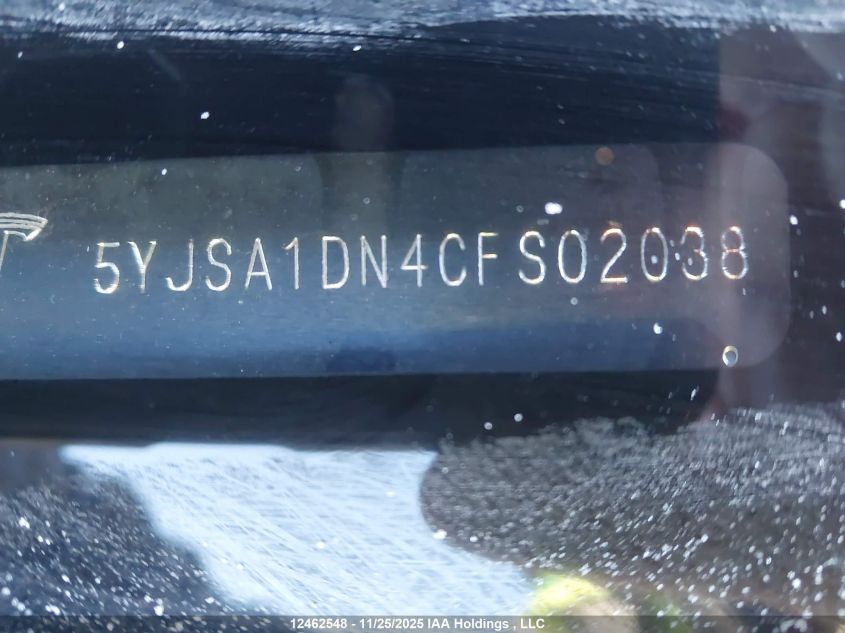 5YJSA1DN4CFS02038
12462548 - 11/25/2025 IAA Holdings , LLC